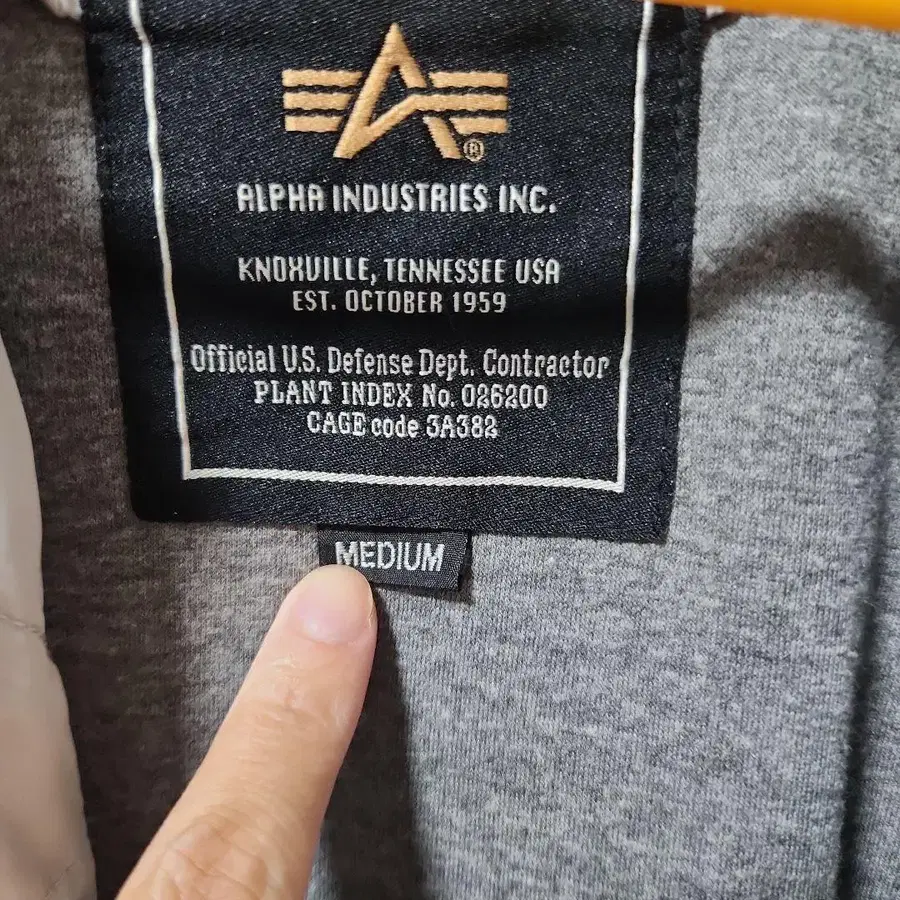 ®
ALPHA INDUSTRIES INC.
KNOXVILLE, TENNESSEE USA
EST. OCTOBER 1959
Official U.S. Defense Dept. Contractor
PLANT INDEX No. 026200
CAGE code 3A382
MEDIUM